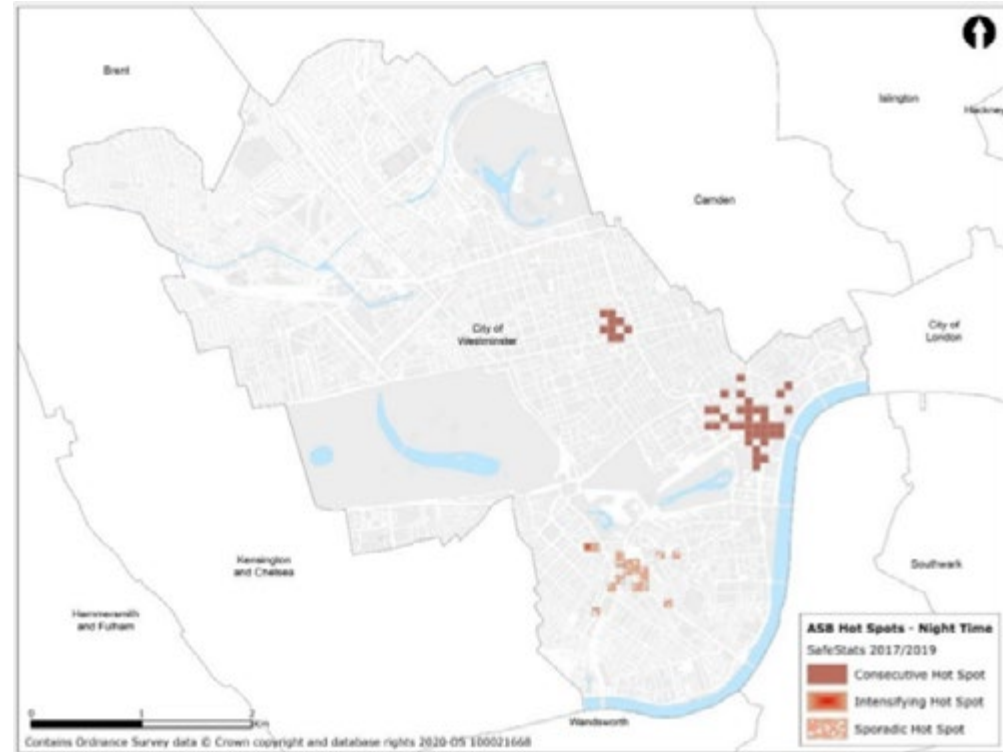 Brent
Islington
Hackney
Camden
City of
Westminster
City of
London
Kensington
and Chelsea
Southwark
Hammersmith
and Fulham
ASB Hot Spots - Night Time
SafeStats 2017/2019
Consecutive Hot Spot
Intensifying Hot Spot
Sporadic Hot Spot
0 1 2
Km
Wandsworth
Contains Ordnance Survey data © Crown copyright and database rights 2020 OS 100021668